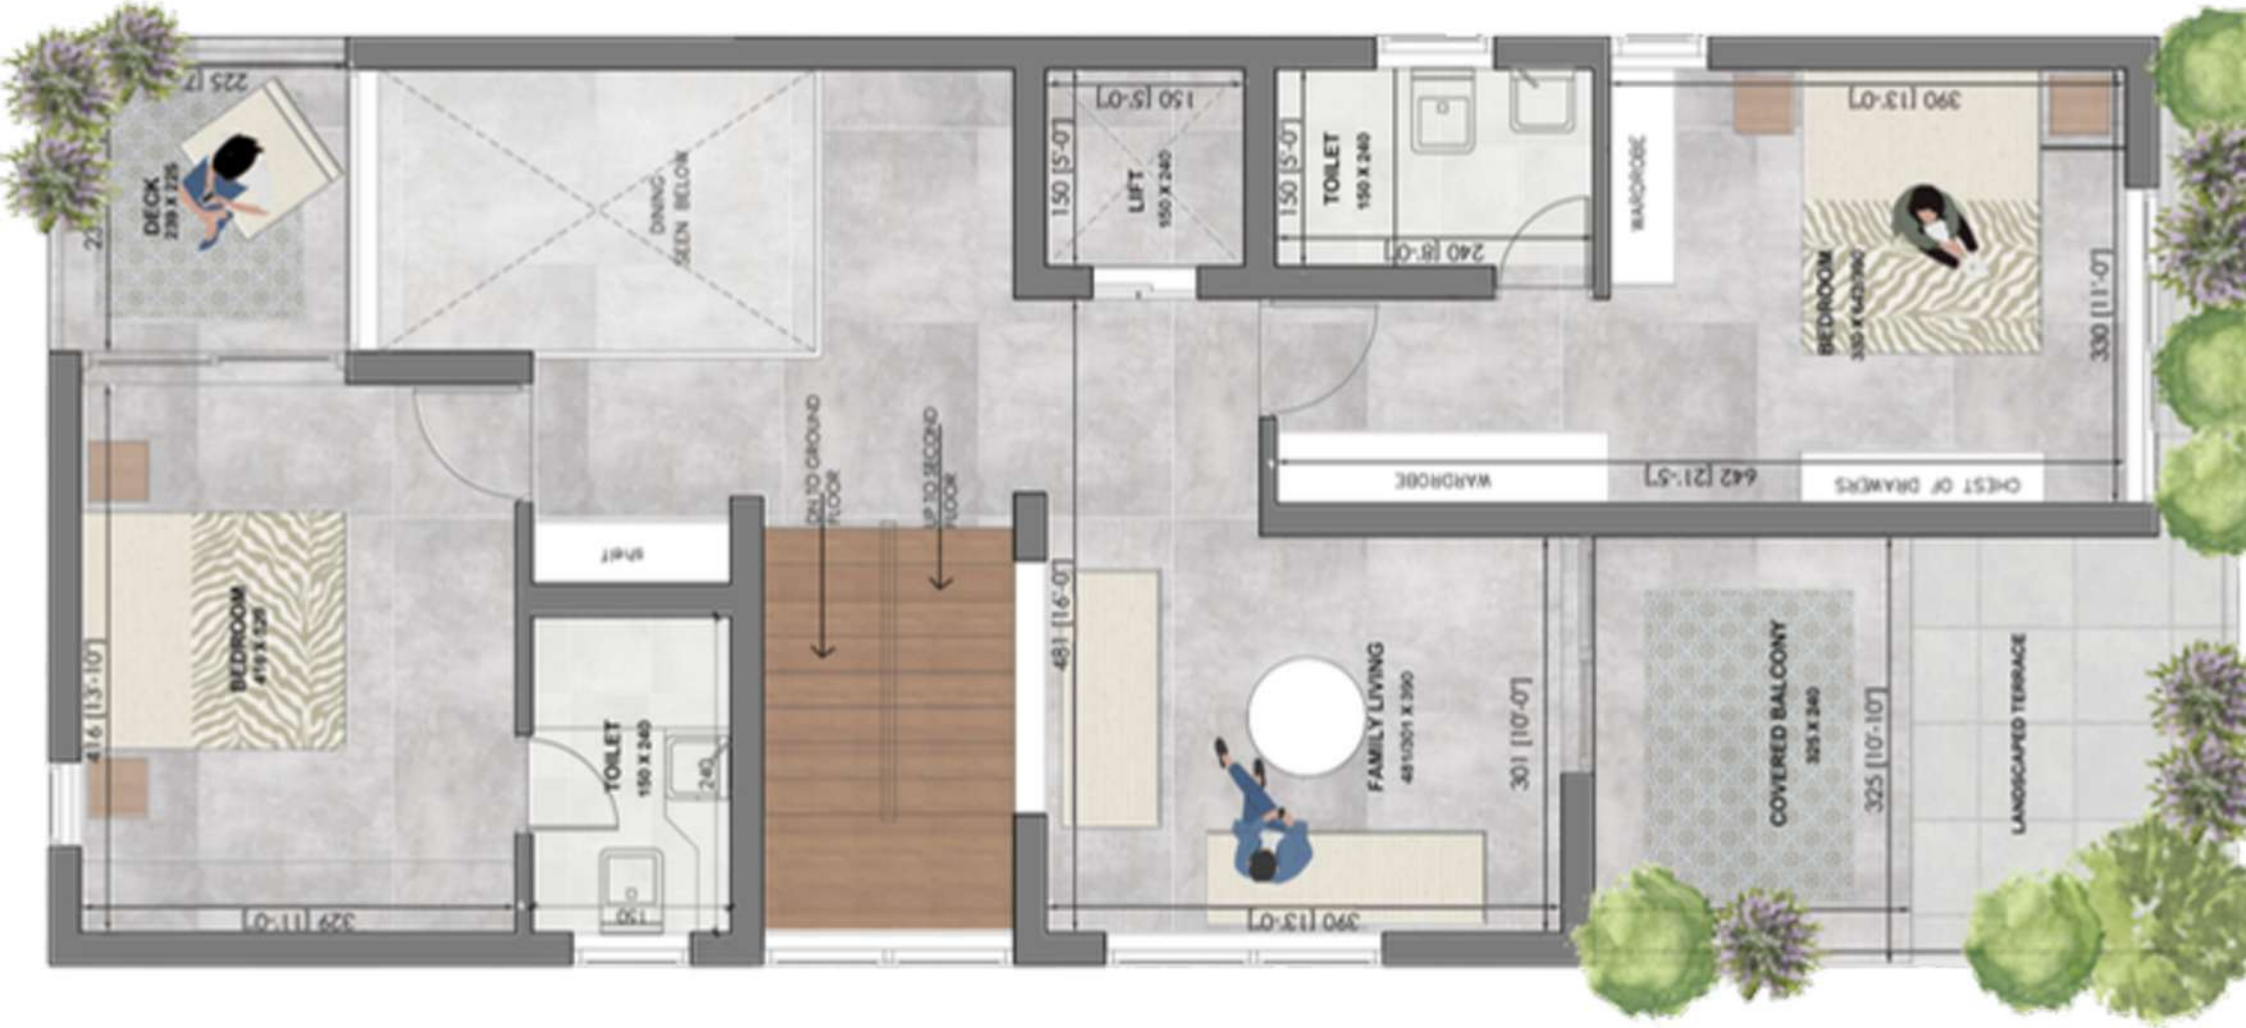 225 [7
DECK
239 X 225
DINING
SEEN BELOW
150 [5'-0"]
150 [5'-0"]
LIFT
150 X 240
150 [5'-0"]
TOILET
150 X 240
240 [8'-0"]
WARDROBE
390 [13'-0"]
BEDROOM
330 [11'-0"]
WARDROBE
642 [21'-5"]
CHEST OF DRAWERS
DN TO GROUND
FLOOR
UP TO SECOND
FLOOR
shelf
BEDROOM
416 [13'-10"]
329 [11'-0"]
TOILET
150 X 240
240
150
481 [16'-0"]
FAMILY LIVING
481/301 X 390
301 [10'-0"]
390 [13'-0"]
COVERED BALCONY
325 X 240
325 [10'-10"]
LANDSCAPED TERRACE